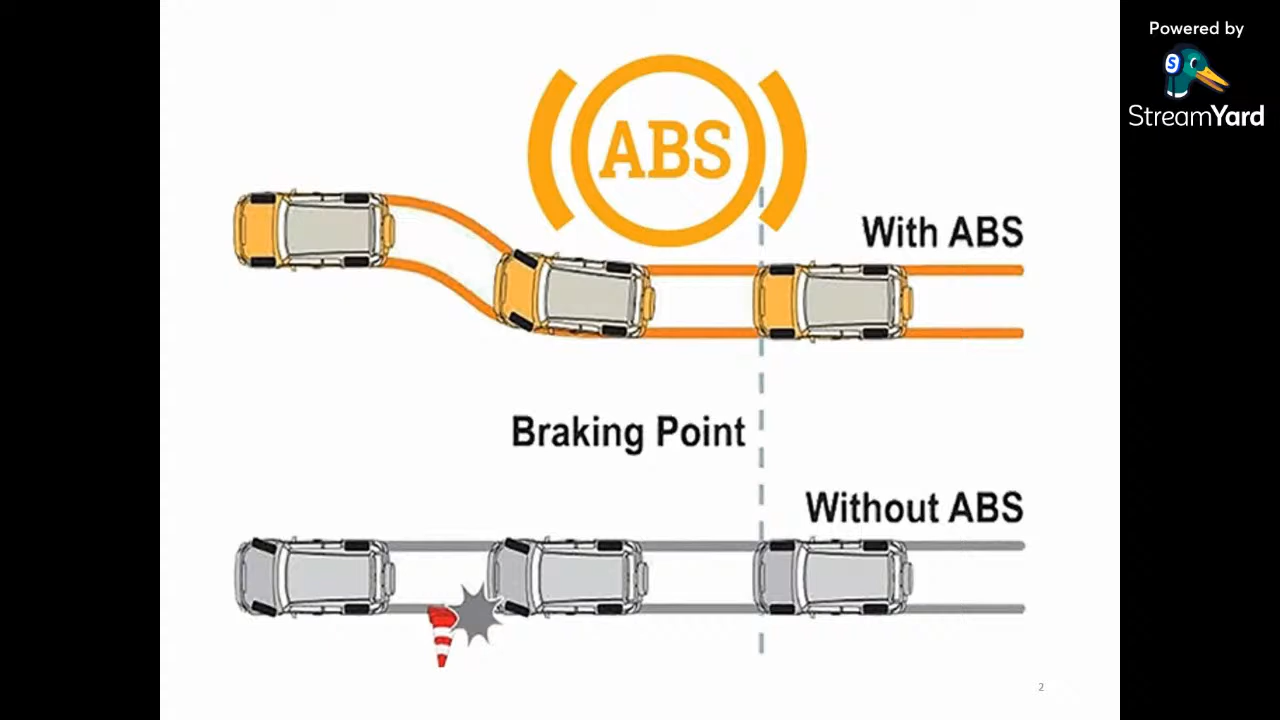 Powered by
S
StreamYard
ABS
With ABS
Braking Point
Without ABS
2